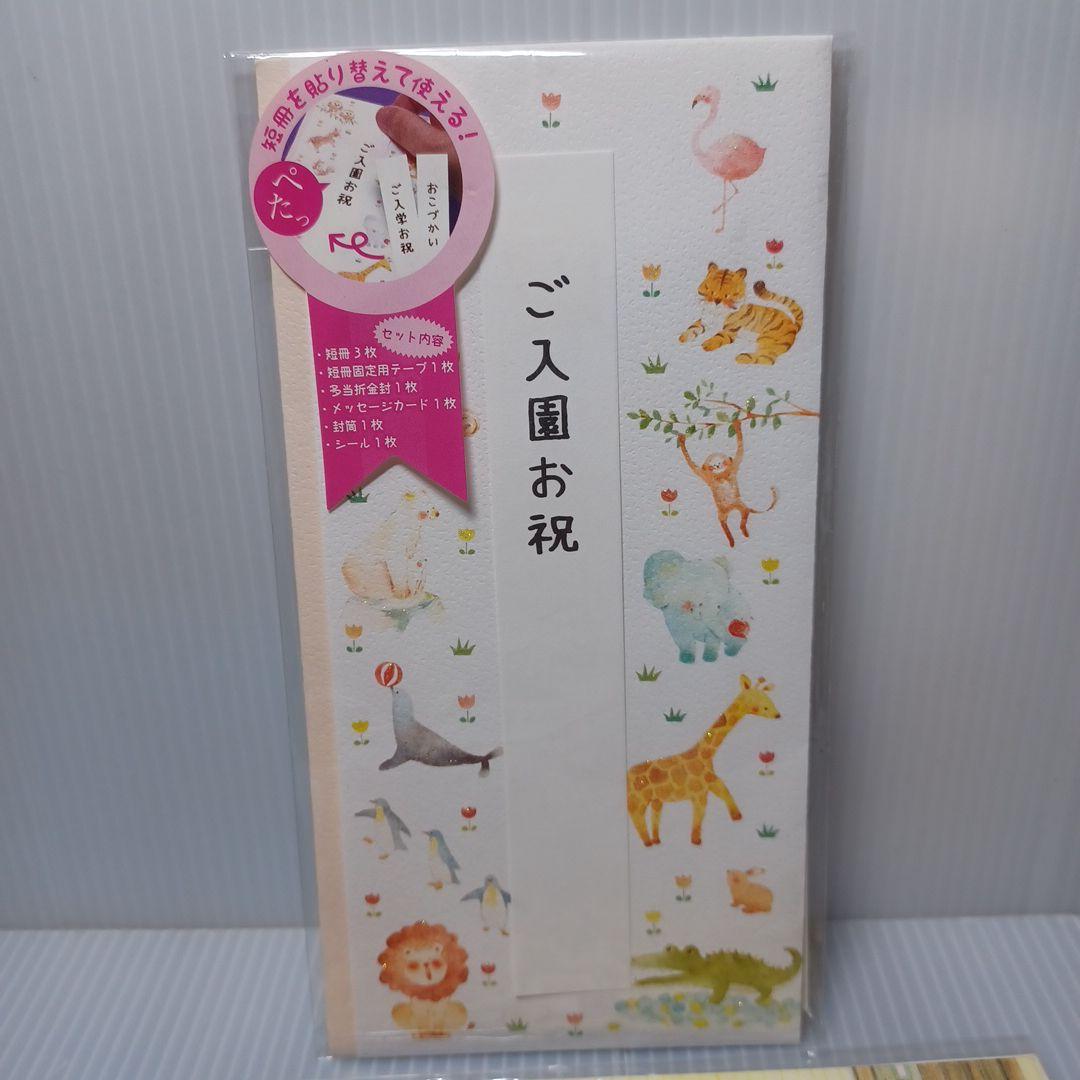 短冊を貼り替えて使える!
ぺたっ
ご入園お祝
ご入学お祝
おこづかい
セット内容
・短冊3枚
・短冊固定用テープ1枚
・多当折金封1枚
・メッセージカード1枚
・封筒1枚
・シール1枚
ご入園お祝